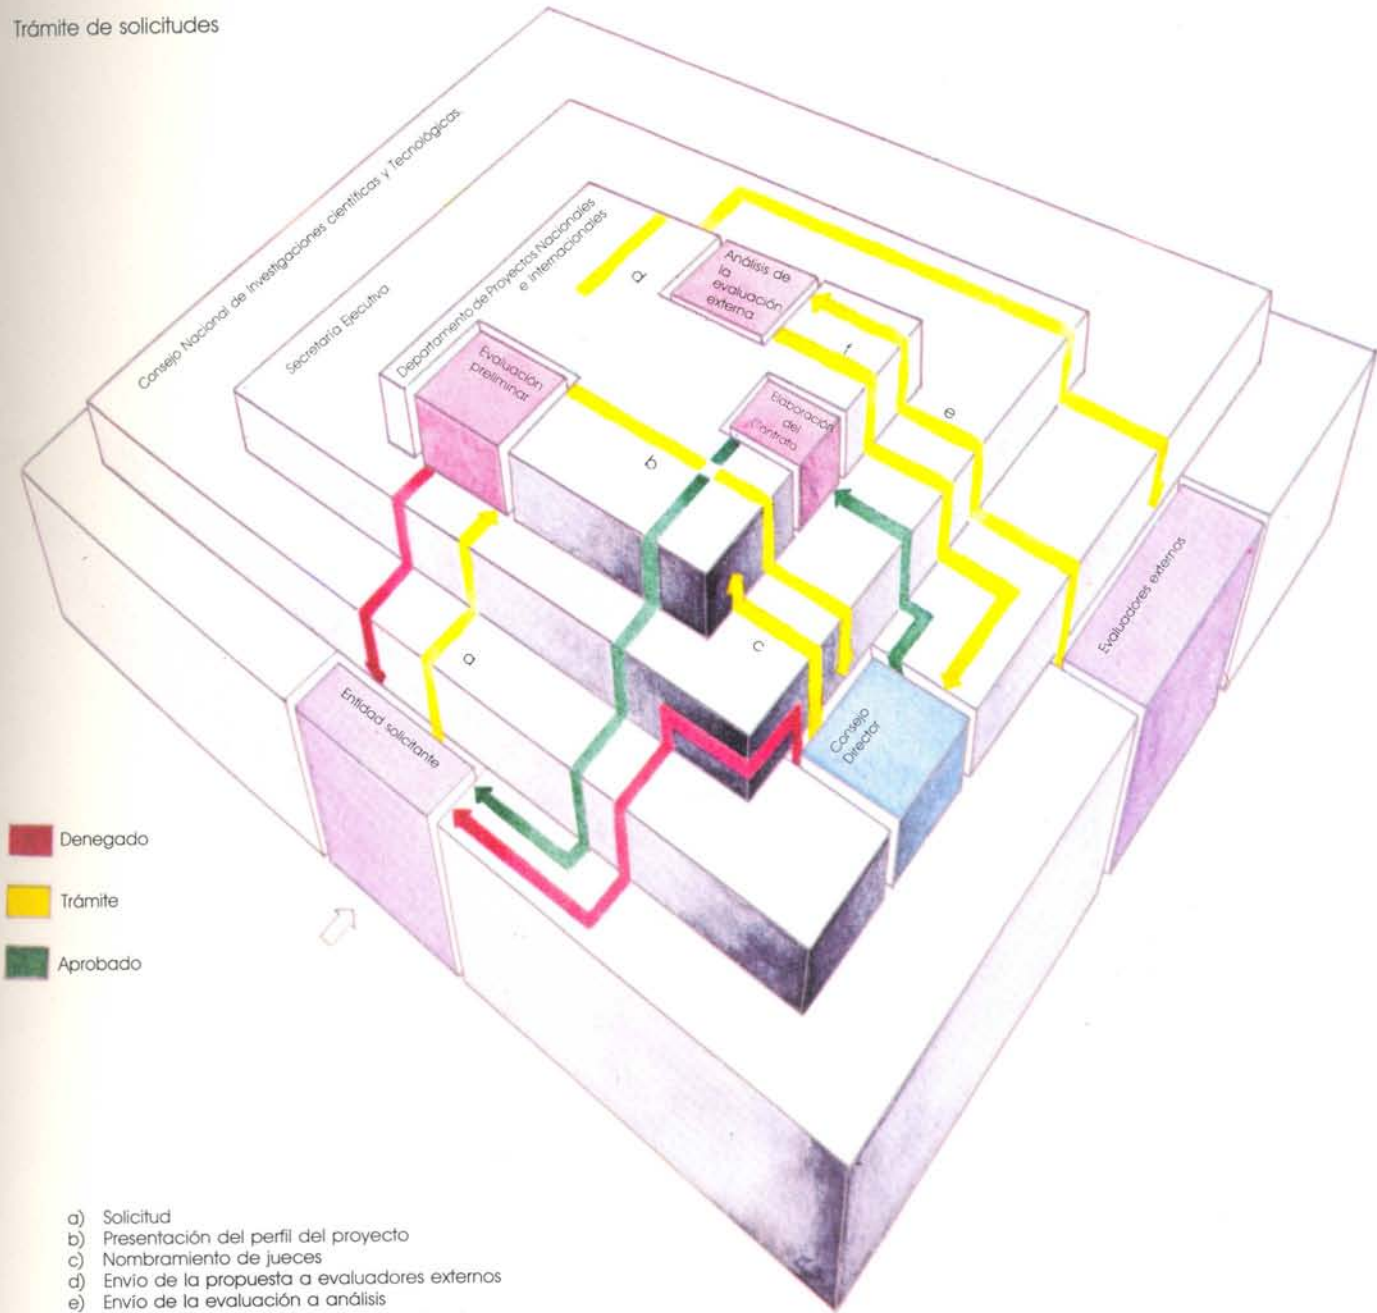 Trámite de solicitudes
Consejo Nacional de Investigaciones científicas y Tecnológicas.
Secretaría Ejecutiva
Departamento de Proyectos Nacionales
e Internacionales
Evaluación
preliminar
d
Análisis de
la
evaluación
externa
f
e
Elaboración
del
Contrato
b
c
a
Entidad solicitante
Consejo
Director
Evaluadores externos
Denegado
Trámite
Aprobado
a) Solicitud
b) Presentación del perfil del proyecto
c) Nombramiento de jueces
d) Envío de la propuesta a evaluadores externos
e) Envío de la evaluación a análisis